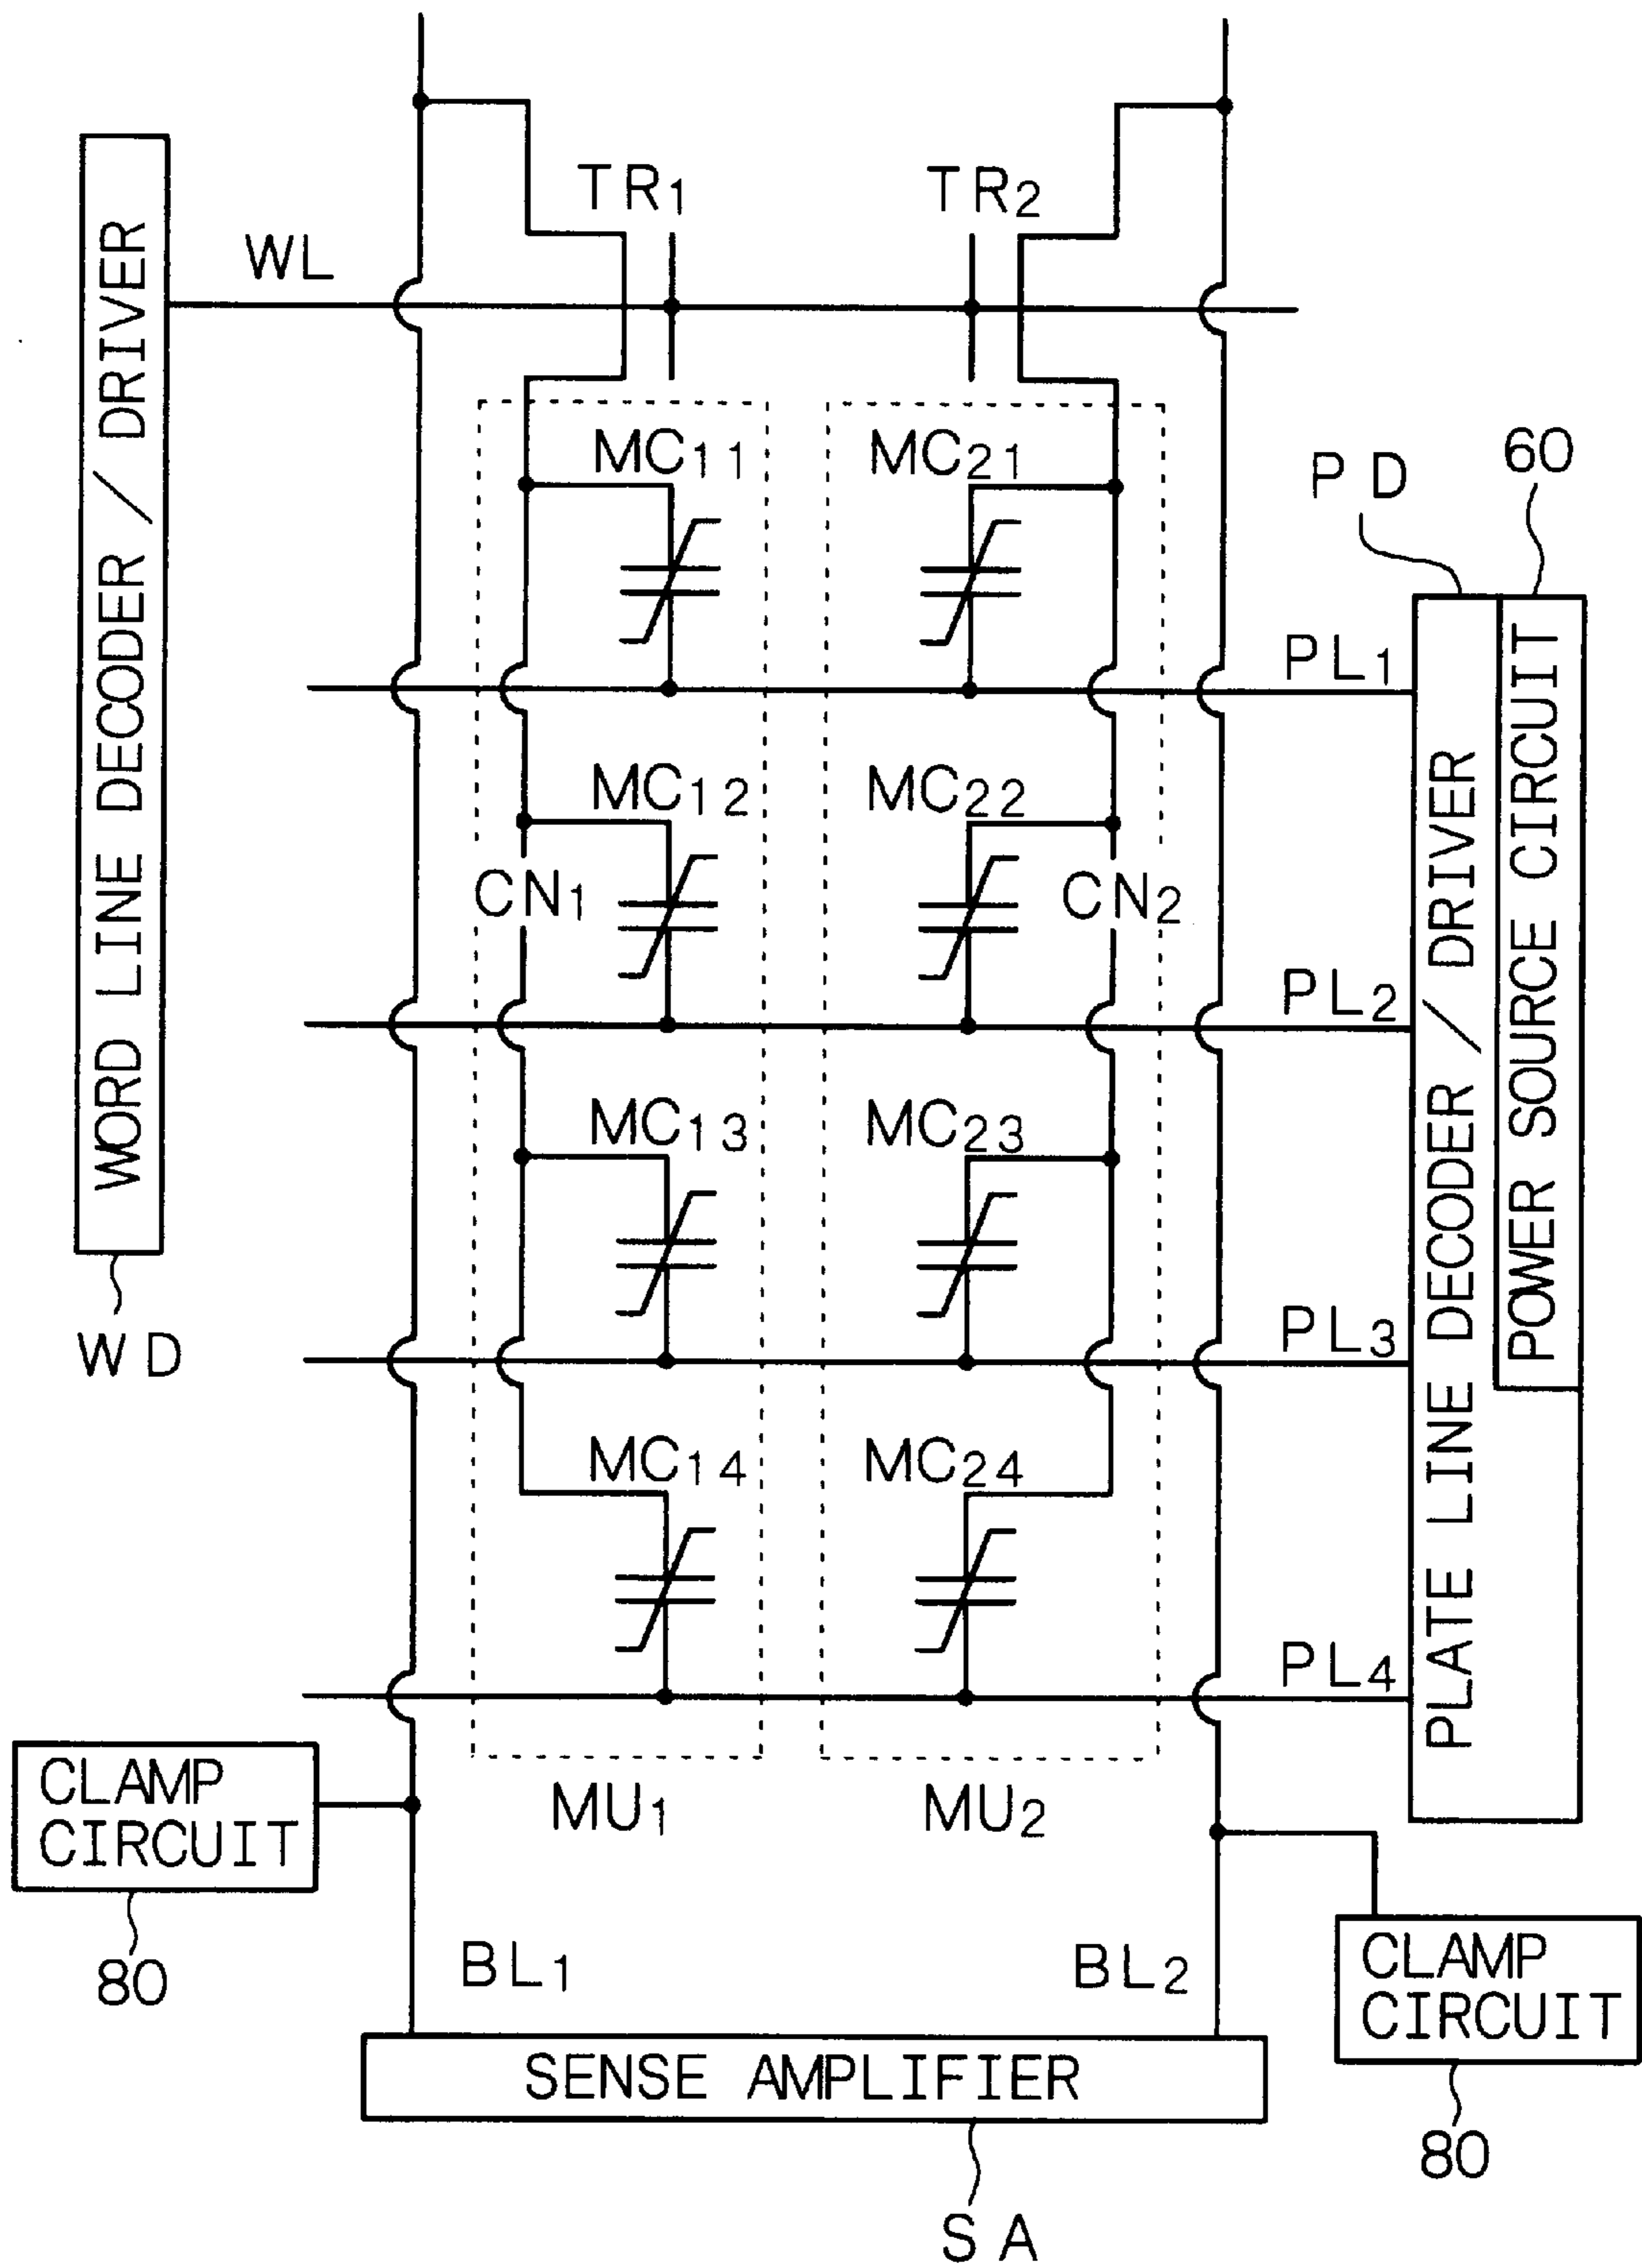 TR1
TR2
WL
WORD LINE DECODER / DRIVER
WD
MC11
MC21
PD
60
PL1
MC12
MC22
CN1
CN2
PL2
MC13
MC23
PL3
MC14
MC24
PL4
PLATE LINE DECODER / DRIVER
POWER SOURCE CIRCUIT
CLAMP
CIRCUIT
80
MU1
MU2
BL1
BL2
CLAMP
CIRCUIT
80
SENSE AMPLIFIER
SA